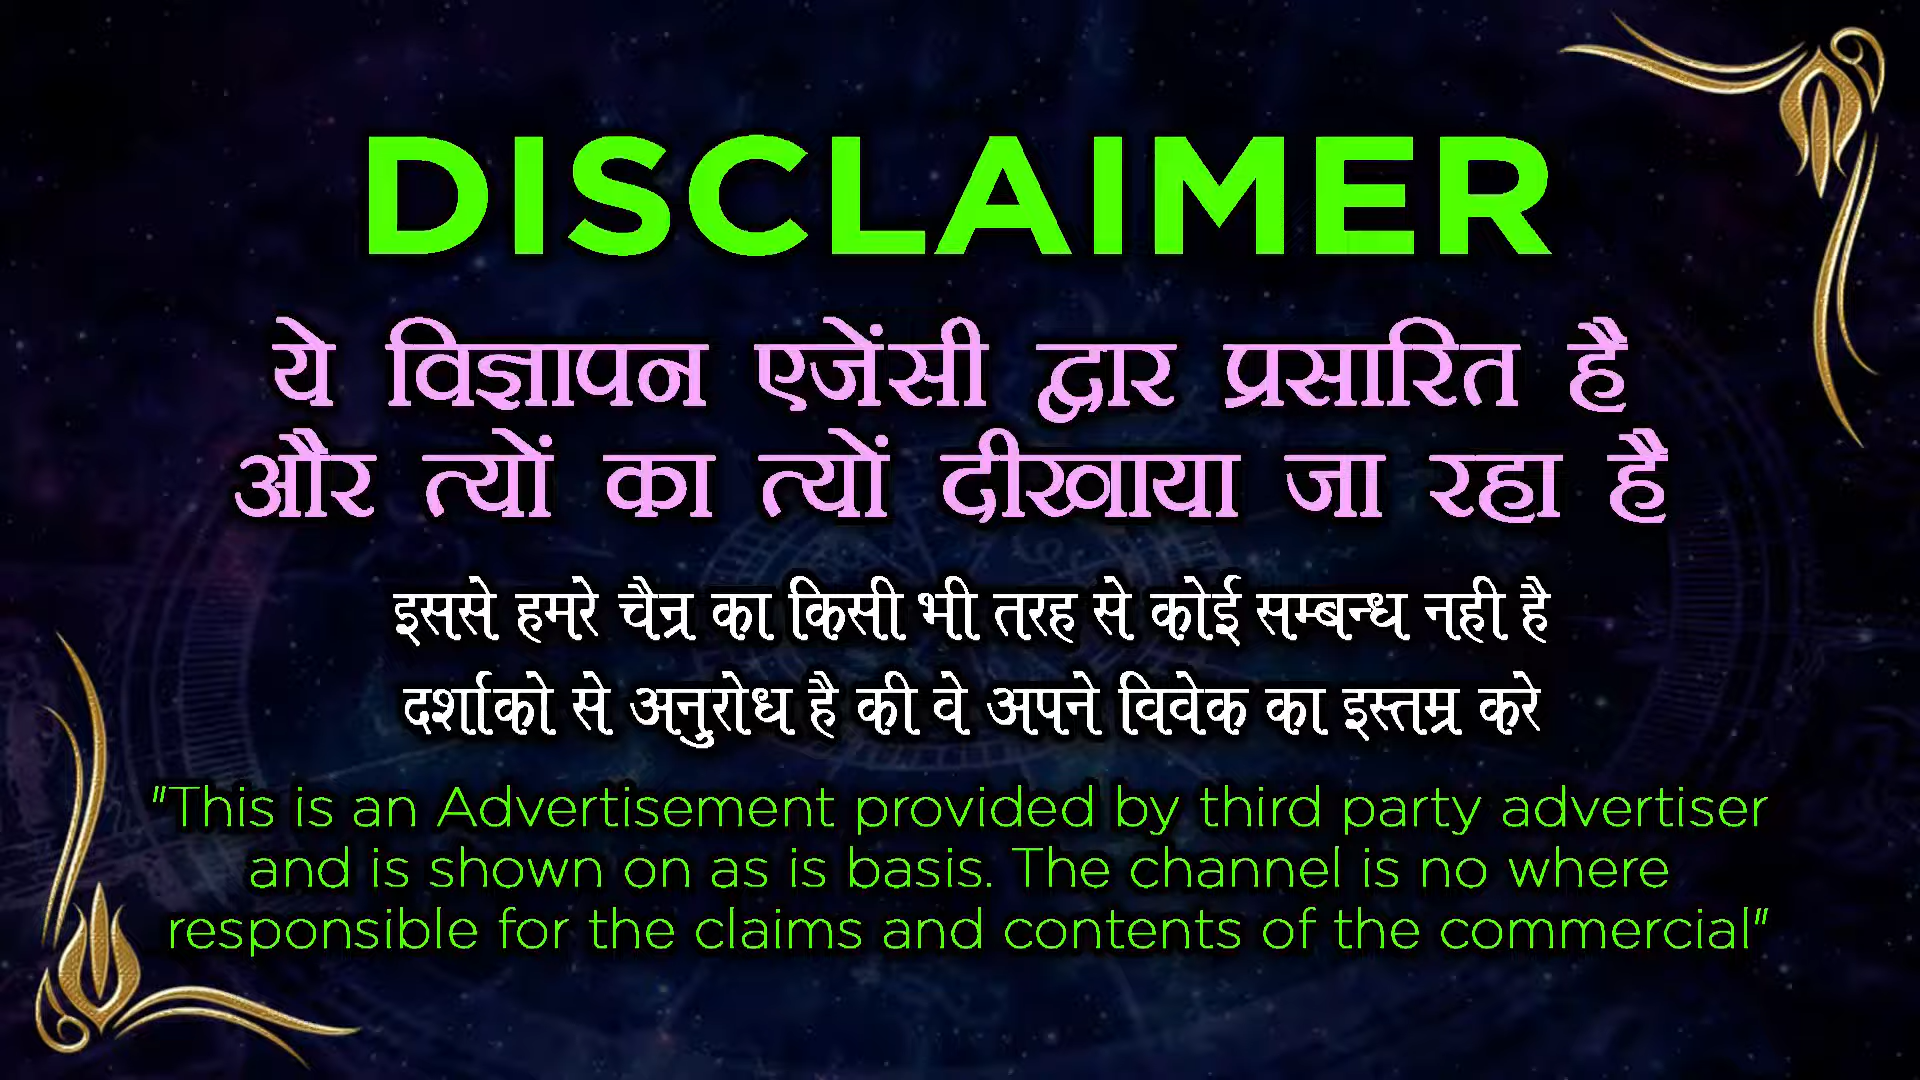 DISCLAIMER
ये विज्ञापन एजेंसी द्वार प्रसारित है
और त्यों का त्यों दीखाया जा रहा है
इससे हमरे चैन्र का किसी भी तरह से कोई सम्बन्ध नही है
दर्शाको से अनुरोध है की वे अपने विवेक का इस्तम्र करे
"This is an Advertisement provided by third party advertiser
and is shown on as is basis. The channel is no where
responsible for the claims and contents of the commercial"